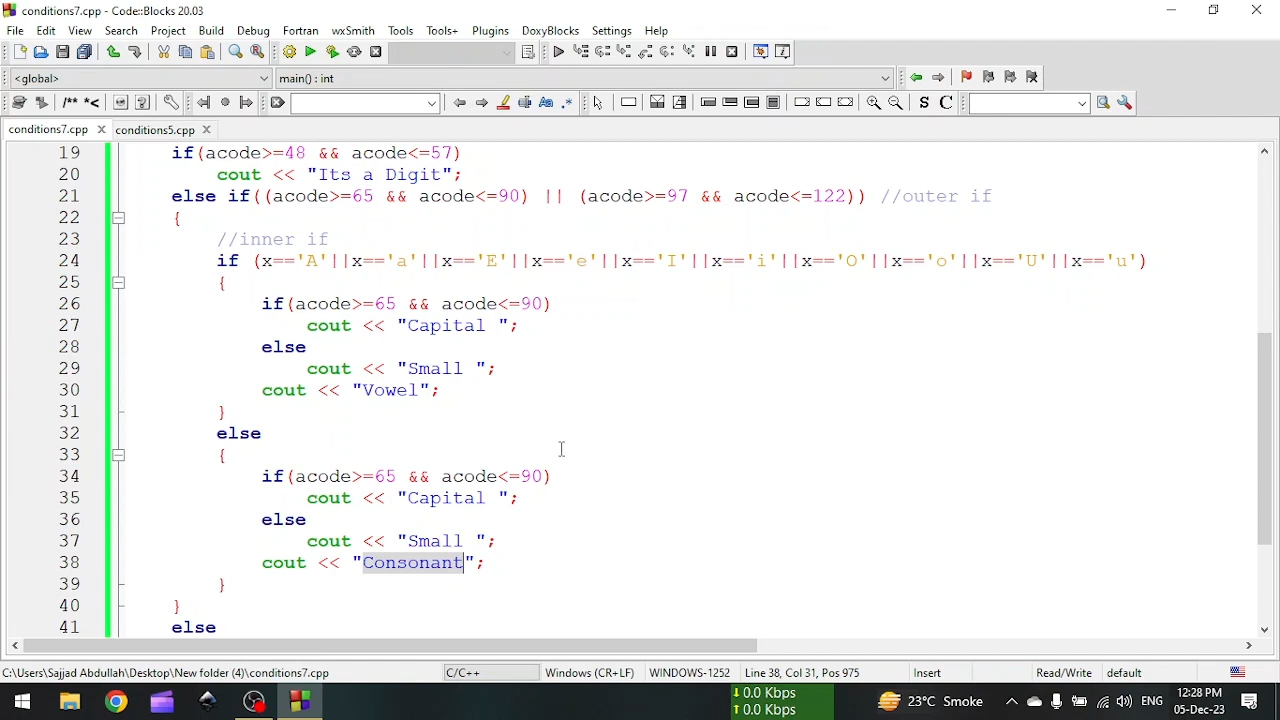 conditions7.cpp - Code::Blocks 20.03
File Edit View Search Project Build Debug Fortran wxSmith Tools Tools+ Plugins DoxyBlocks Settings Help
<global> main() : int
/** *<
S C
conditions7.cpp conditions5.cpp
19 if(acode>=48 && acode<=57)
20 cout << "Its a Digit";
21 else if((acode>=65 && acode<=90) || (acode>=97 && acode<=122)) //outer if
22 {
23 //inner if
24 if (x=='A'||x=='a'||x=='E'||x=='e'||x=='I'||x=='i'||x=='O'||x=='o'||x=='U'||x=='u')
25 {
26 if(acode>=65 && acode<=90)
27 cout << "Capital ";
28 else
29 cout << "Small ";
30 cout << "Vowel";
31 }
32 else
33 {
34 if(acode>=65 && acode<=90)
35 cout << "Capital ";
36 else
37 cout << "Small ";
38 cout << "Consonant";
39 }
40 }
41 else
C:\Users\Sajjad Abdullah\Desktop\New folder (4)\conditions7.cpp C/C++ Windows (CR+LF) WINDOWS-1252 Line 38, Col 31, Pos 975 Insert Read/Write default
↓ 0.0 Kbps
↑ 0.0 Kbps
23°C Smoke
ENG
12:28 PM
05-Dec-23